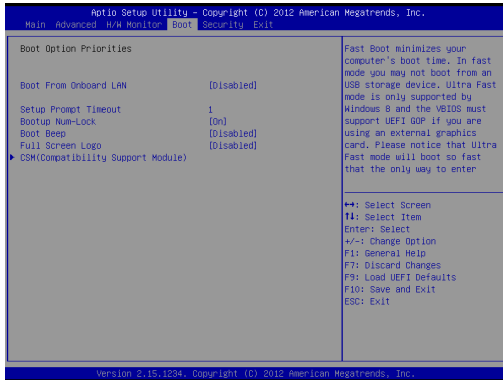 Aptio Setup Utility – Copyright (C) 2012 American Megatrends, Inc.
Main Advanced H/W Monitor Boot Security Exit
Boot Option Priorities
Boot From Onboard LAN [Disabled]
Setup Prompt Timeout 1
Bootup Num-Lock [On]
Boot Beep [Disabled]
Full Screen Logo [Disabled]
CSM(Compatibility Support Module)
Fast Boot minimizes your
computer's boot time. In fast
mode you may not boot from an
USB storage device. Ultra Fast
mode is only supported by
Windows 8 and the VBIOS must
support UEFI GOP if you are
using an external graphics
card. Please notice that Ultra
Fast mode will boot so fast
that the only way to enter
↔: Select Screen
↑↓: Select Item
Enter: Select
+/-: Change Option
F1: General Help
F7: Discard Changes
F9: Load UEFI Defaults
F10: Save and Exit
ESC: Exit
Version 2.15.1234. Copyright (C) 2012 American Megatrends, Inc.